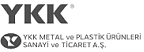 YKK®
YKK METAL ve PLASTİK ÜRÜNLERİ
SANAYİ ve TİCARET A.Ş.